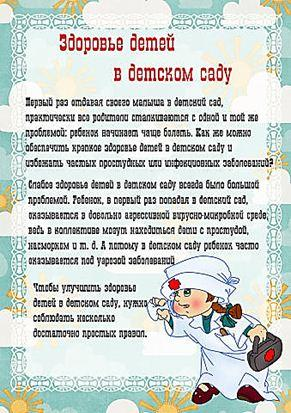 Здоровье детей
в детском саду
Первый раз отдавая своего малыша в детский сад,
практически все родители сталкиваются с одной и той же
проблемой: ребенок начинает чаще болеть. Как же можно
обеспечить крепкое здоровье детей в детском саду и
избежать частых простудных или инфекционных заболеваний?
Слабое здоровье детей в детском саду всегда было большой
проблемой. Ребенок, в первый раз попадая в детский сад,
оказывается в довольно агрессивной вирусно-микробной среде,
ведь в коллективе могут находиться дети с простудой,
насморком и т. д. А потому в детском саду ребенок часто
оказывается под угрозой заболеваний.
Чтобы улучшить здоровье
детей в детском саду, нужно
соблюдать несколько
достаточно простых правил.